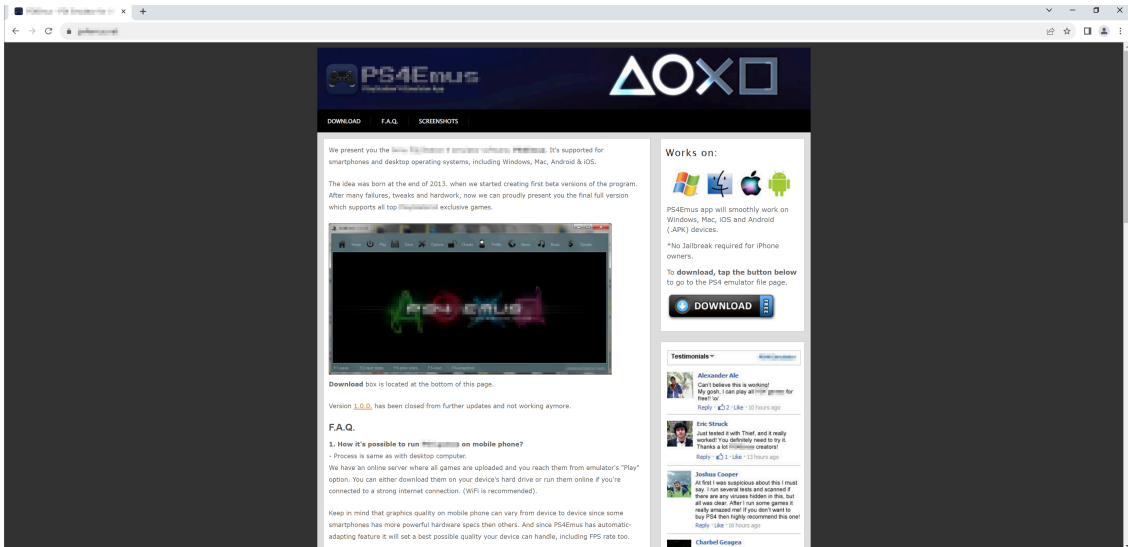 PS4Emus
DOWNLOAD
F.A.Q.
SCREENSHOTS
We present you the It's supported for
smartphones and desktop operating systems, including Windows, Mac, Android & iOS.
The idea was born at the end of 2013. when we started creating first beta versions of the program.
After many failures, tweaks and hardwork, now we can proudly present you the final full version
which supports all top exclusive games.
Home Play Save Options Cheats Profile News Music Donate
PS4 EMUS
Download box is located at the bottom of this page.
Version 1.0.0. has been closed from further updates and not working aymore.
F.A.Q.
1. How it's possible to run on mobile phone?
- Process is same as with desktop computer.
We have an online server where all games are uploaded and you reach them from emulator's "Play"
option. You can either download them on your device's hard drive or run them online if you're
connected to a strong internet connection. (WiFi is recommended).
Keep in mind that graphics quality on mobile phone can vary from device to device since some
smartphones has more powerful hardware specs then others. And since PS4Emus has automatic-
adapting feature it will set a best possible quality your device can handle, including FPS rate too.
Works on:
PS4Emus app will smoothly work on
Windows, Mac, iOS and Android
(.APK) devices.
*No Jailbreak required for iPhone
owners.
To download, tap the button below
to go to the PS4 emulator file page.
DOWNLOAD FREE
Testimonials
Alexander Ale
Can't believe this is working!
My gosh, I can play all for
free!! \o/
Reply · 2 · Like · 10 hours ago
Eric Struck
Just tested it with Thief, and it really
worked! You definitely need to try it.
Thanks a lot creators!
Reply · 1 · Like · 13 hours ago
Joshua Cooper
At first I was suspicious about this I must
say. I run several tests and scanned if
there are any viruses hidden in this, but
all was clear. After I run some games it
really amazed me! If you don't want to
buy PS4 then highly recommend this one!
Reply · Like · 16 hours ago
Charbel Geagea